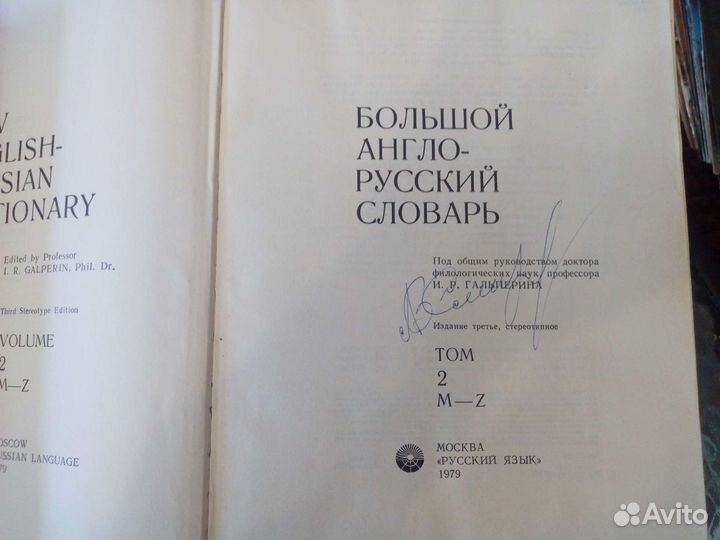 GLISH-
SIAN
TIONARY
Edited by Professor
I. R. GALPERIN, Phil. Dr.
Third Stereotype Edition
VOLUME
2
M—Z
OSCOW
USSIAN LANGUAGE
79
БОЛЬШОЙ
АНГЛО-
РУССКИЙ
СЛОВАРЬ
Под общим руководством доктора
филологических наук, профессора
И. Р. ГАЛЬПЕРИНА
Издание третье, стереотипное
ТОМ
2
M—Z
МОСКВА
«РУССКИЙ ЯЗЫК»
1979
Avito